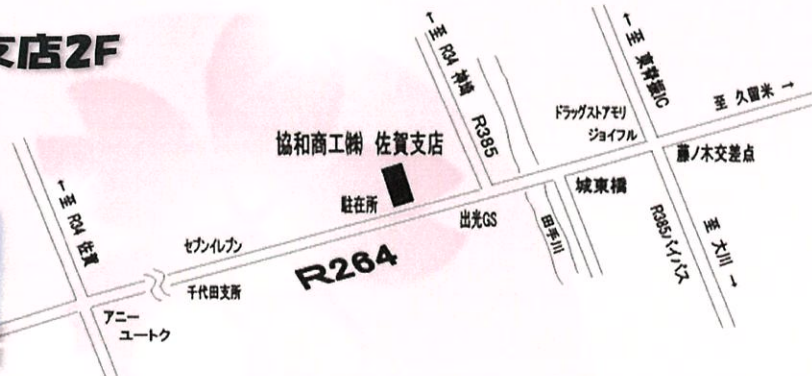 支店2F
← 至 R34 神埼
R385
← 至 東脊振IC
至 久留米 →
ドラッグストアモリ
ジョイフル
協和商工㈱ 佐賀支店
藤ノ木交差点
← 至 R34 佐賀
駐在所
出光GS
城東橋
田手川
R385バイパス
至 大川 →
セブンイレブン
R264
千代田支所
アニー
ユートク